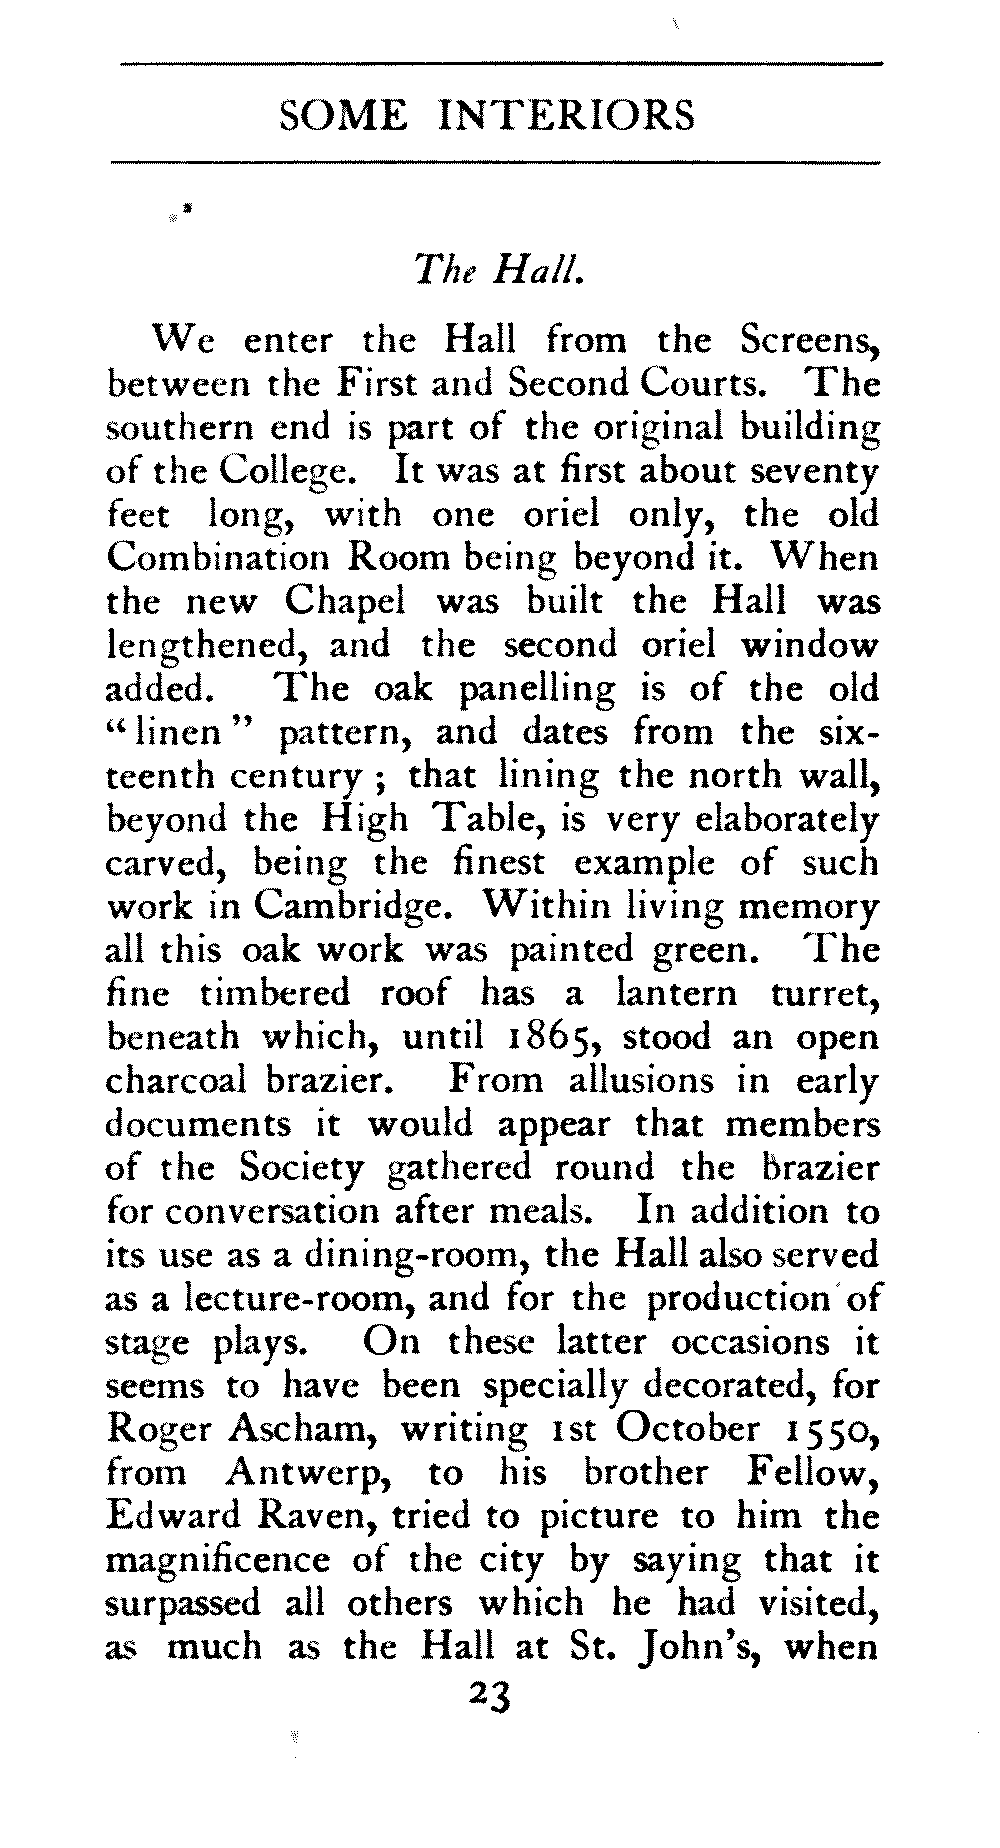 SOME INTERIORS
The Hall.
We enter the Hall from the Screens,
between the First and Second Courts. The
southern end is part of the original building
of the College. It was at first about seventy
feet long, with one oriel only, the old
Combination Room being beyond it. When
the new Chapel was built the Hall was
lengthened, and the second oriel window
added. The oak panelling is of the old
“linen” pattern, and dates from the six-
teenth century; that lining the north wall,
beyond the High Table, is very elaborately
carved, being the finest example of such
work in Cambridge. Within living memory
all this oak work was painted green. The
fine timbered roof has a lantern turret,
beneath which, until 1865, stood an open
charcoal brazier. From allusions in early
documents it would appear that members
of the Society gathered round the brazier
for conversation after meals. In addition to
its use as a dining-room, the Hall also served
as a lecture-room, and for the production of
stage plays. On these latter occasions it
seems to have been specially decorated, for
Roger Ascham, writing 1st October 1550,
from Antwerp, to his brother Fellow,
Edward Raven, tried to picture to him the
magnificence of the city by saying that it
surpassed all others which he had visited,
as much as the Hall at St. John’s, when
23